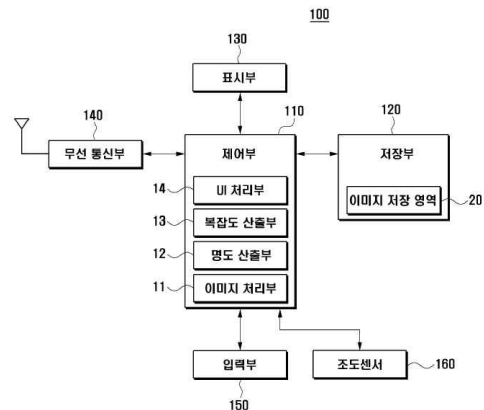 100
130
표시부
140
무선 통신부
110
제어부
14
UI 처리부
13
복잡도 산출부
12
명도 산출부
11
이미지 처리부
120
저장부
이미지 저장 영역
20
입력부
150
조도센서
160